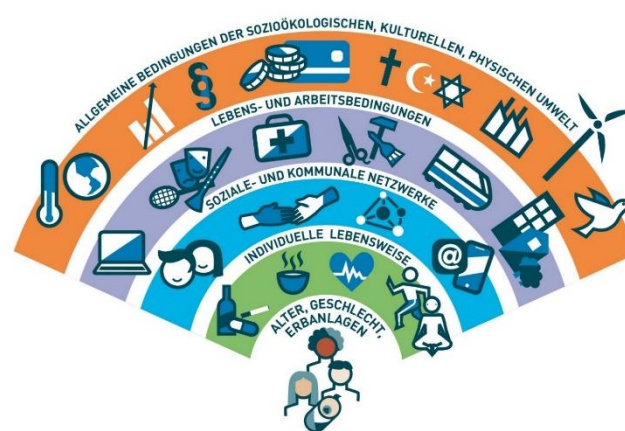 ALLGEMEINE BEDINGUNGEN DER SOZIOÖKOLOGISCHEN, KULTURELLEN, PHYSISCHEN UMWELT
§
LEBENS- UND ARBEITSBEDINGUNGEN
SOZIALE- UND KOMMUNALE NETZWERKE
@
INDIVIDUELLE LEBENSWEISE
ALTER, GESCHLECHT,
ERBANLAGEN